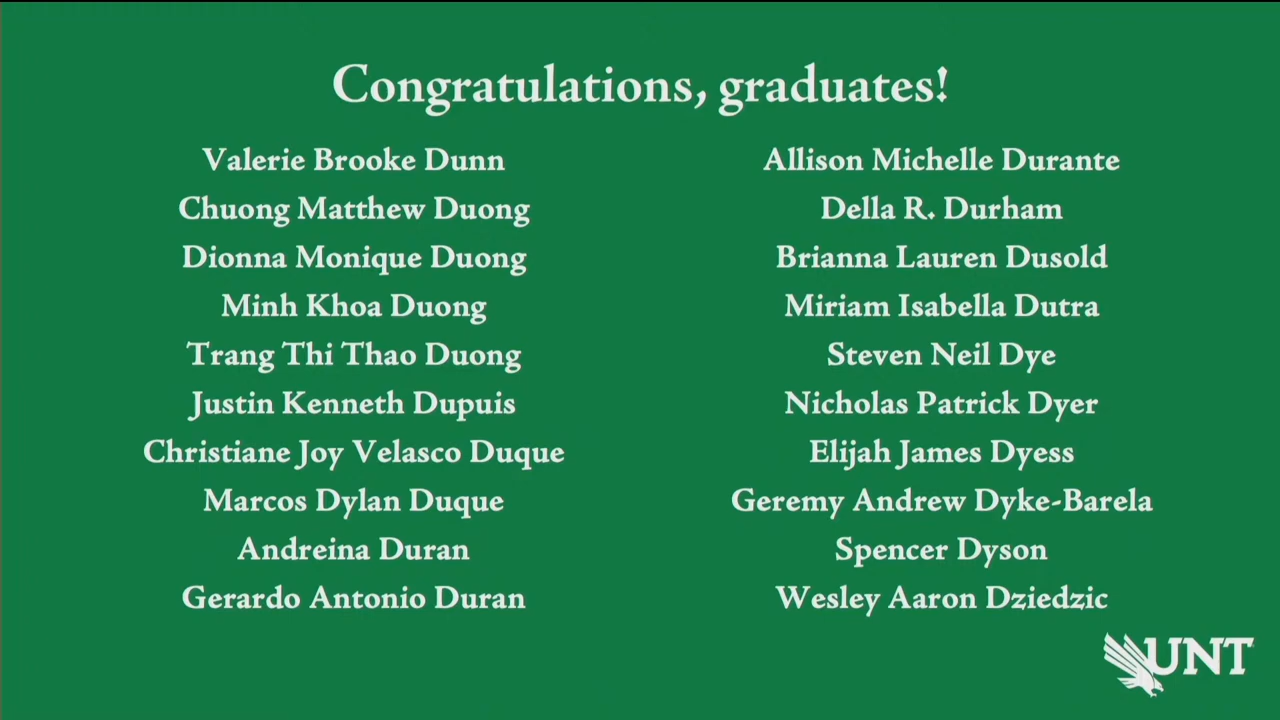 Congratulations, graduates!
Valerie Brooke Dunn
Chuong Matthew Duong
Dionna Monique Duong
Minh Khoa Duong
Trang Thi Thao Duong
Justin Kenneth Dupuis
Christiane Joy Velasco Duque
Marcos Dylan Duque
Andreina Duran
Gerardo Antonio Duran
Allison Michelle Durante
Della R. Durham
Brianna Lauren Dusold
Miriam Isabella Dutra
Steven Neil Dye
Nicholas Patrick Dyer
Elijah James Dyess
Geremy Andrew Dyke-Barela
Spencer Dyson
Wesley Aaron Dziedzic
UNT